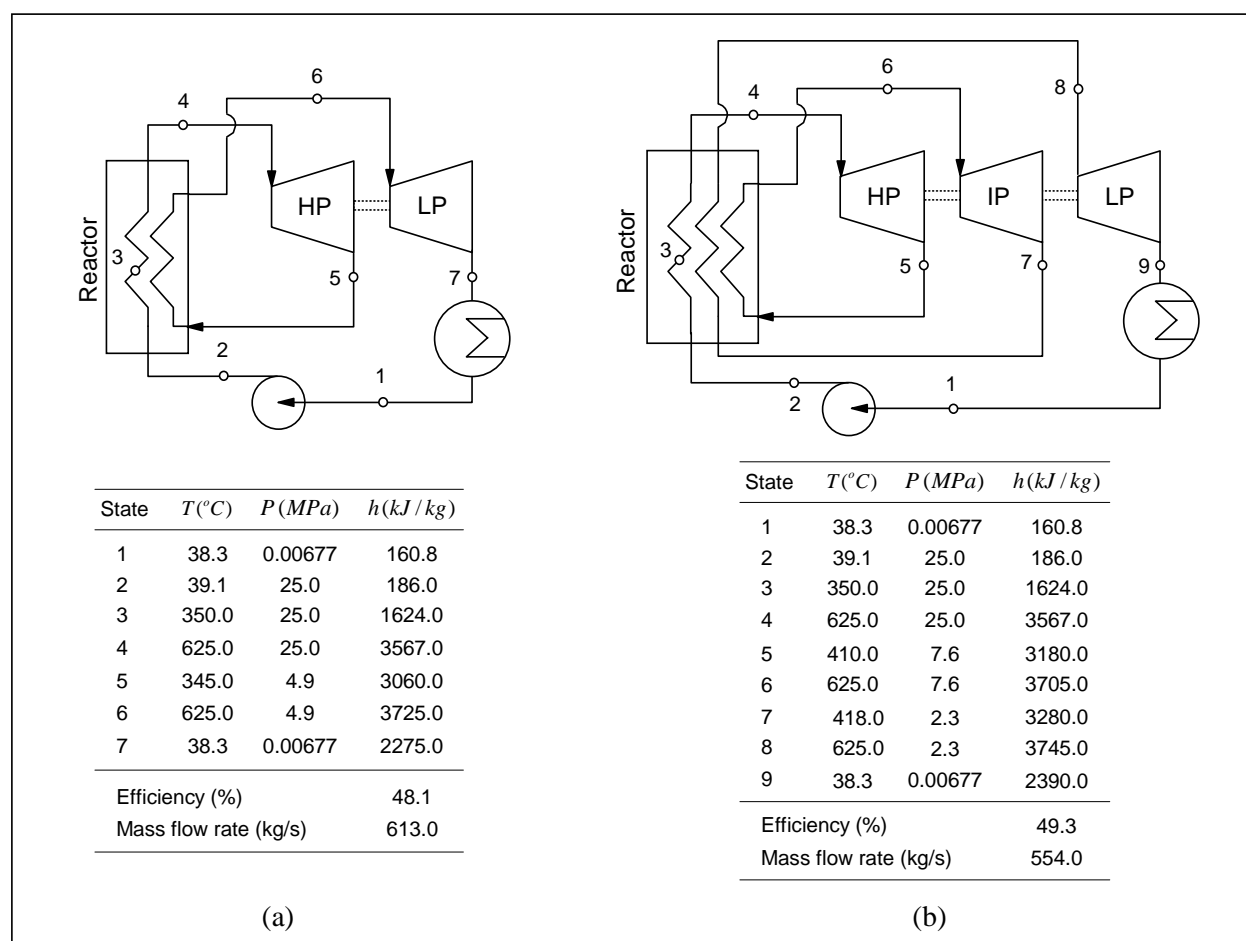 6
4
Reactor
3
HP
LP
5
7
2
1
State T(°C) P(MPa) h(kJ/kg)
1 38.3 0.00677 160.8
2 39.1 25.0 186.0
3 350.0 25.0 1624.0
4 625.0 25.0 3567.0
5 345.0 4.9 3060.0
6 625.0 4.9 3725.0
7 38.3 0.00677 2275.0
Efficiency (%) 48.1
Mass flow rate (kg/s) 613.0
(a)
6
8
4
Reactor
3
HP
IP
LP
5
7
9
2
1
State T(°C) P(MPa) h(kJ/kg)
1 38.3 0.00677 160.8
2 39.1 25.0 186.0
3 350.0 25.0 1624.0
4 625.0 25.0 3567.0
5 410.0 7.6 3180.0
6 625.0 7.6 3705.0
7 418.0 2.3 3280.0
8 625.0 2.3 3745.0
9 38.3 0.00677 2390.0
Efficiency (%) 49.3
Mass flow rate (kg/s) 554.0
(b)